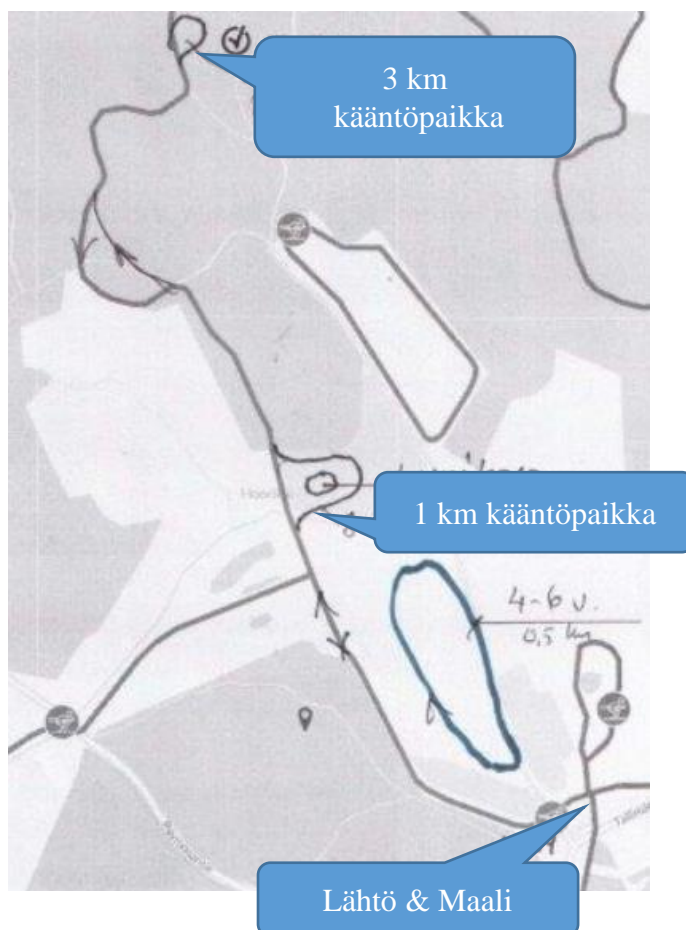 3 km
kääntöpaikka
1 km kääntöpaikka
4-6 v.
0,5 km
Lähtö & Maali